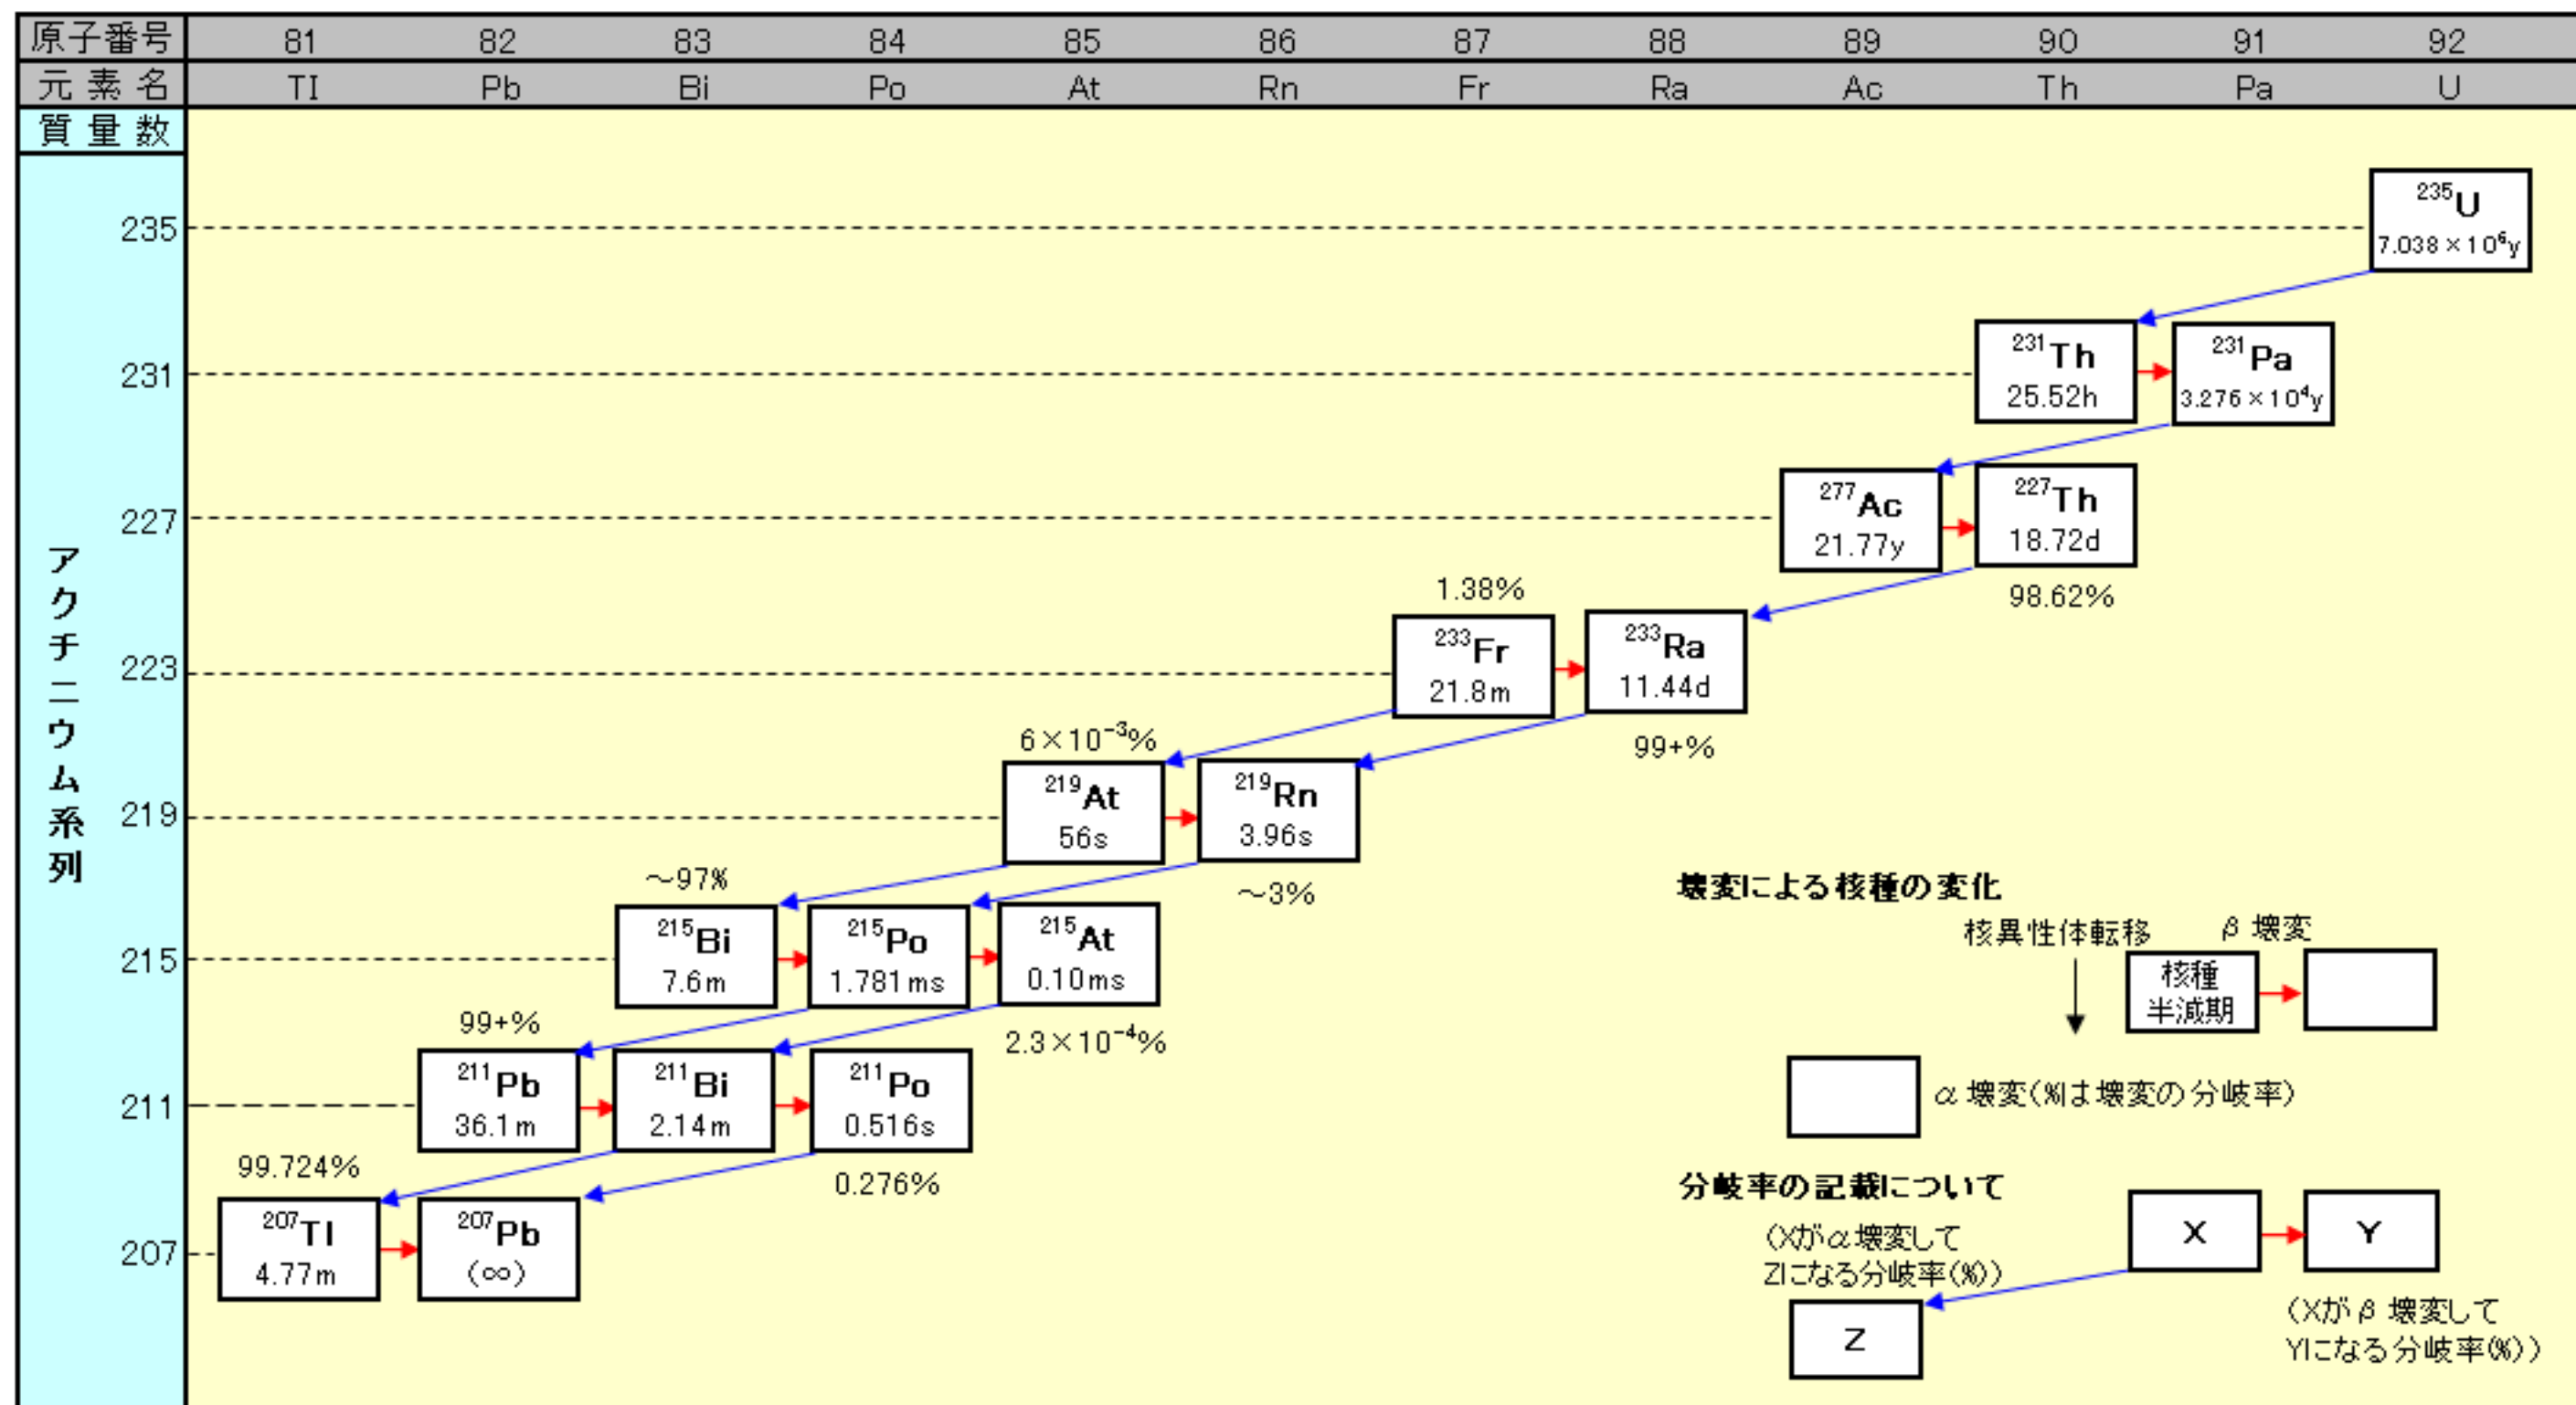 原子番号 81 82 83 84 85 86 87 88 89 90 91 92
元素名 TI Pb Bi Po At Rn Fr Ra Ac Th Pa U
質量数
アクチニウム系列
235
²³⁵U
7.038×10⁶y
231
²³¹Th
25.52h
²³¹Pa
3.276×10⁴y
227
²⁷⁷Ac
21.77y
²²⁷Th
18.72d
98.62%
1.38%
223
²³³Fr
21.8m
²³³Ra
11.44d
99+%
6×10⁻³%
219
²¹⁹At
56s
²¹⁹Rn
3.96s
~3%
~97%
215
²¹⁵Bi
7.6m
²¹⁵Po
1.781ms
²¹⁵At
0.10ms
2.3×10⁻⁴%
99+%
211
²¹¹Pb
36.1m
²¹¹Bi
2.14m
²¹¹Po
0.516s
0.276%
99.724%
207
²⁰⁷Tl
4.77m
²⁰⁷Pb
(∞)
壊変による核種の変化
核異性体転移
β壊変
核種
半減期
α壊変(%は壊変の分岐率)
分岐率の記載について
(Xがα壊変して
Zになる分岐率(%))
X
Y
Z
(Xがβ壊変して
Yになる分岐率(%))